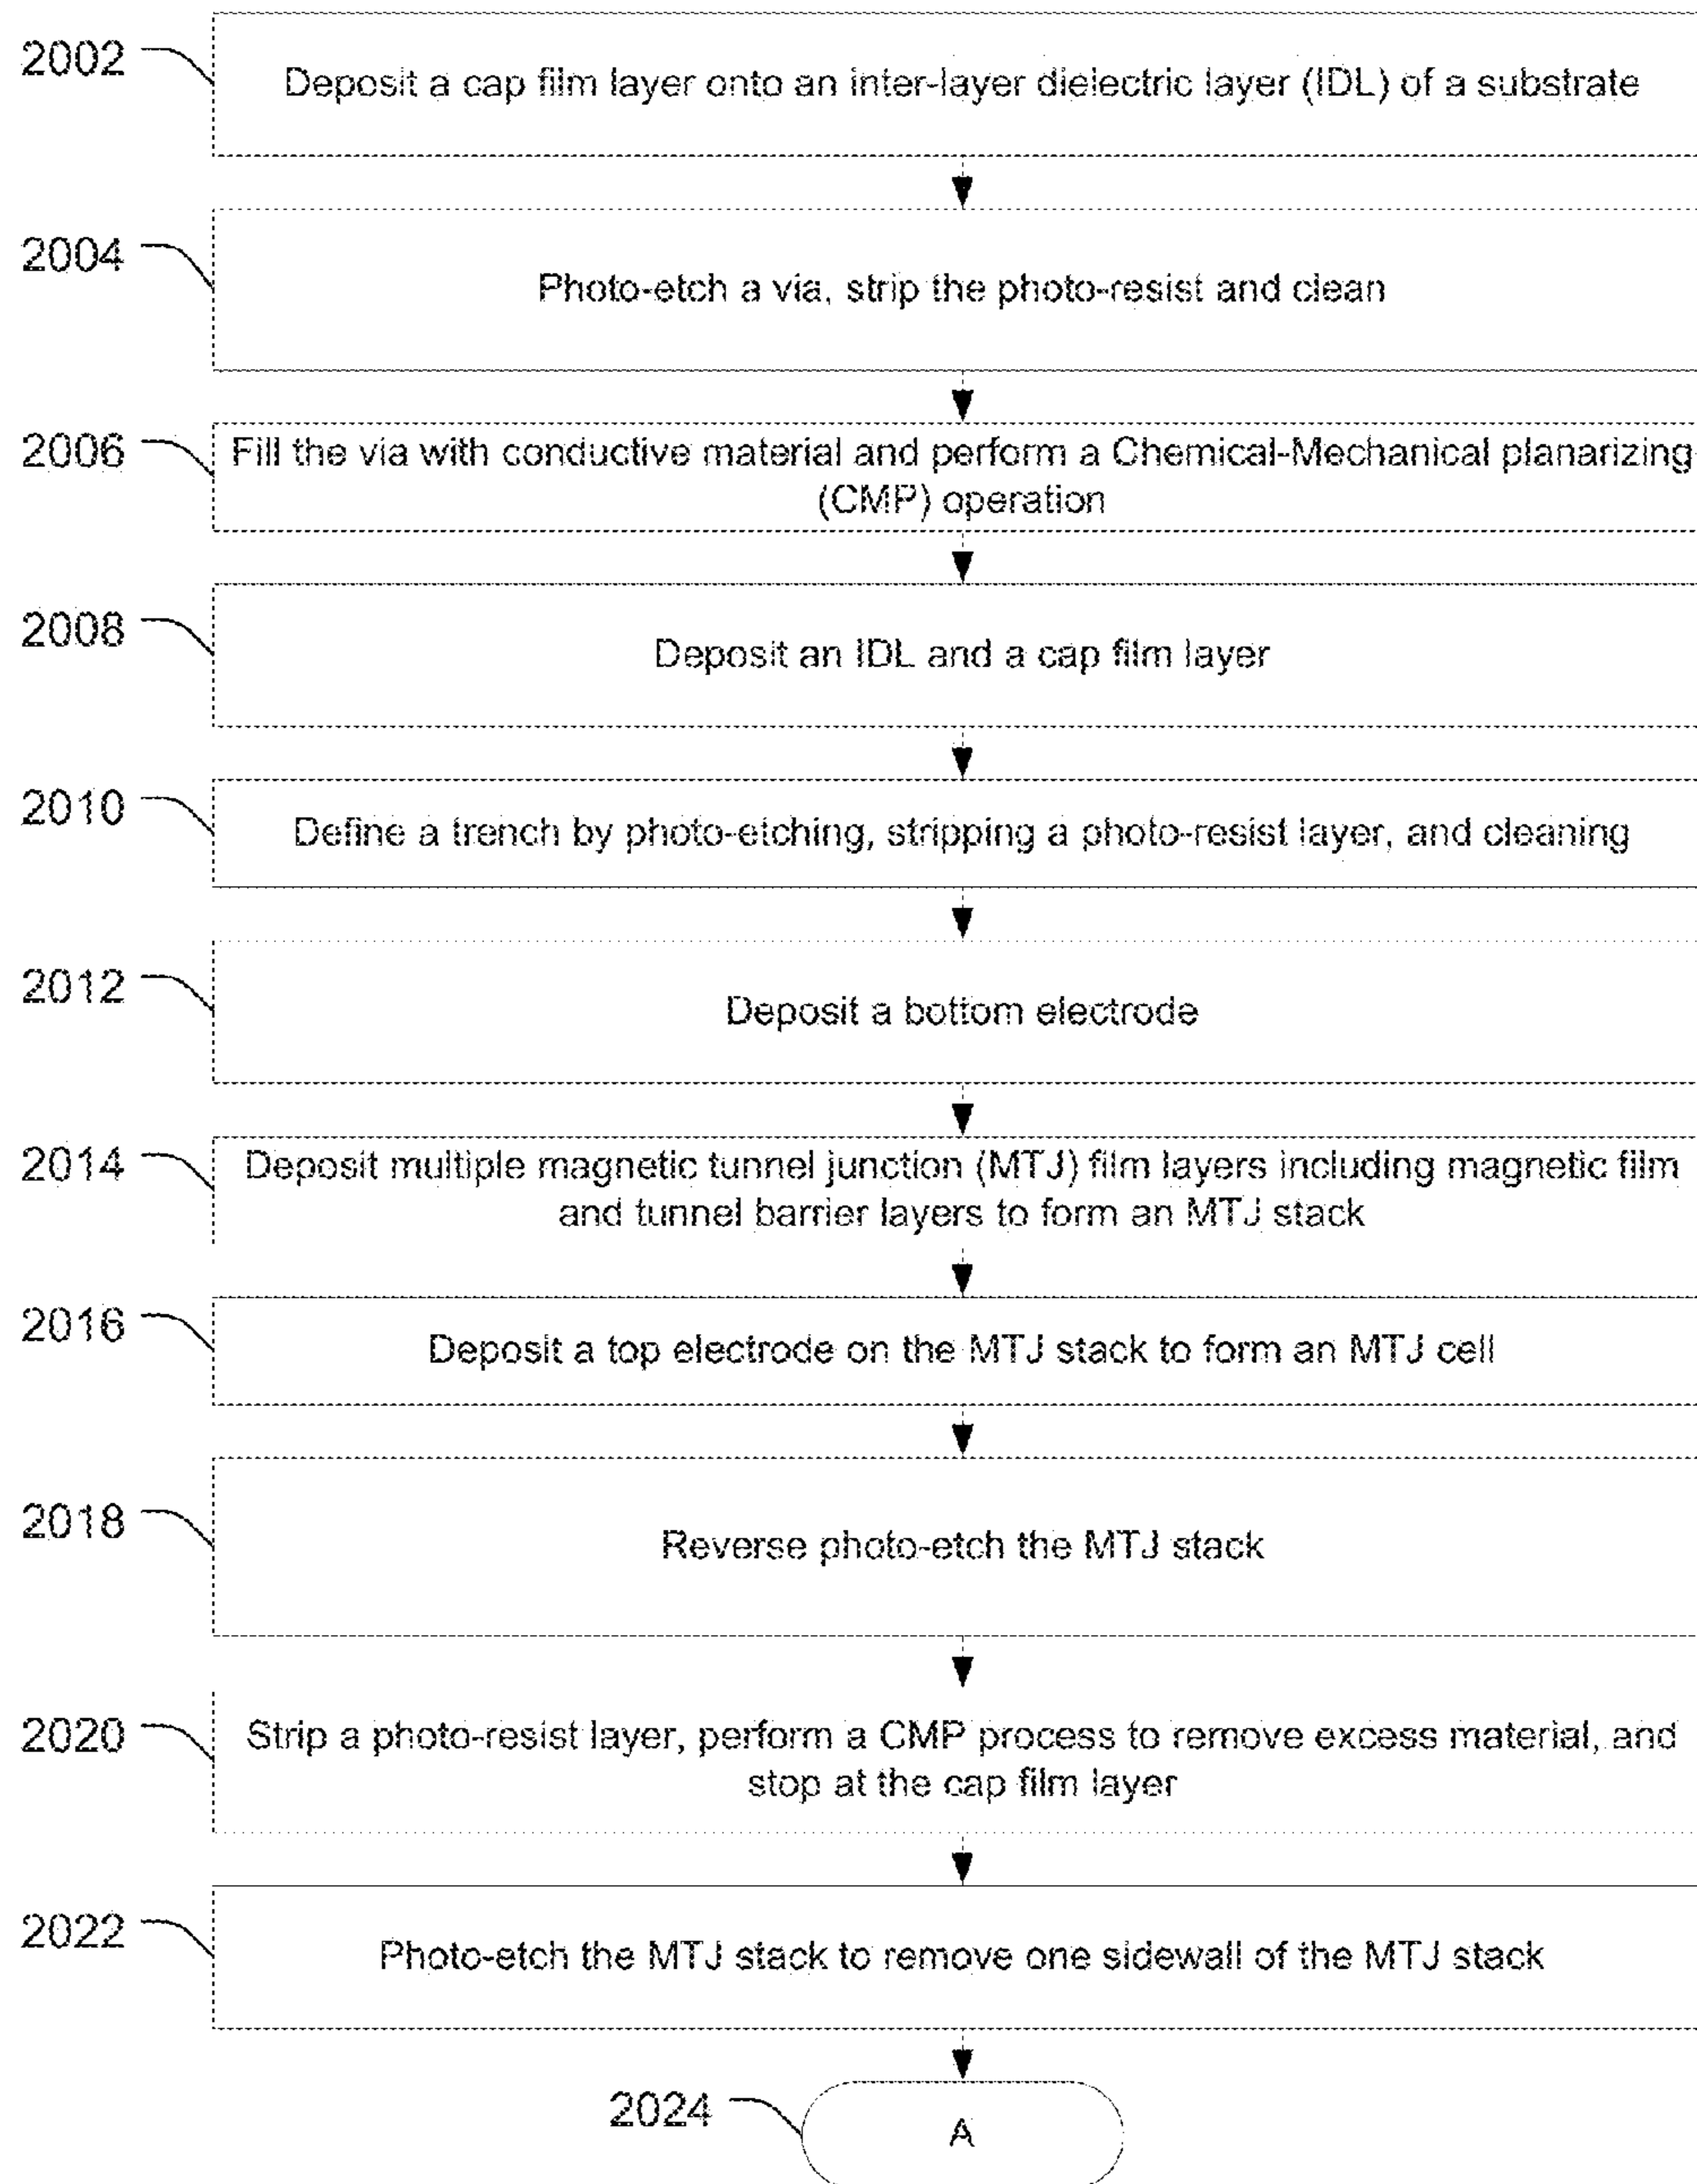 2002
Deposit a cap film layer onto an inter-layer dielectric layer (IDL) of a substrate
2004
Photo-etch a via, strip the photo-resist and clean
2006
Fill the via with conductive material and perform a Chemical-Mechanical planarizing
(CMP) operation
2008
Deposit an IDL and a cap film layer
2010
Define a trench by photo-etching, stripping a photo-resist layer, and cleaning
2012
Deposit a bottom electrode
2014
Deposit multiple magnetic tunnel junction (MTJ) film layers including magnetic film
and tunnel barrier layers to form an MTJ stack
2016
Deposit a top electrode on the MTJ stack to form an MTJ cell
2018
Reverse photo-etch the MTJ stack
2020
Strip a photo-resist layer, perform a CMP process to remove excess material, and
stop at the cap film layer
2022
Photo-etch the MTJ stack to remove one sidewall of the MTJ stack
2024
A